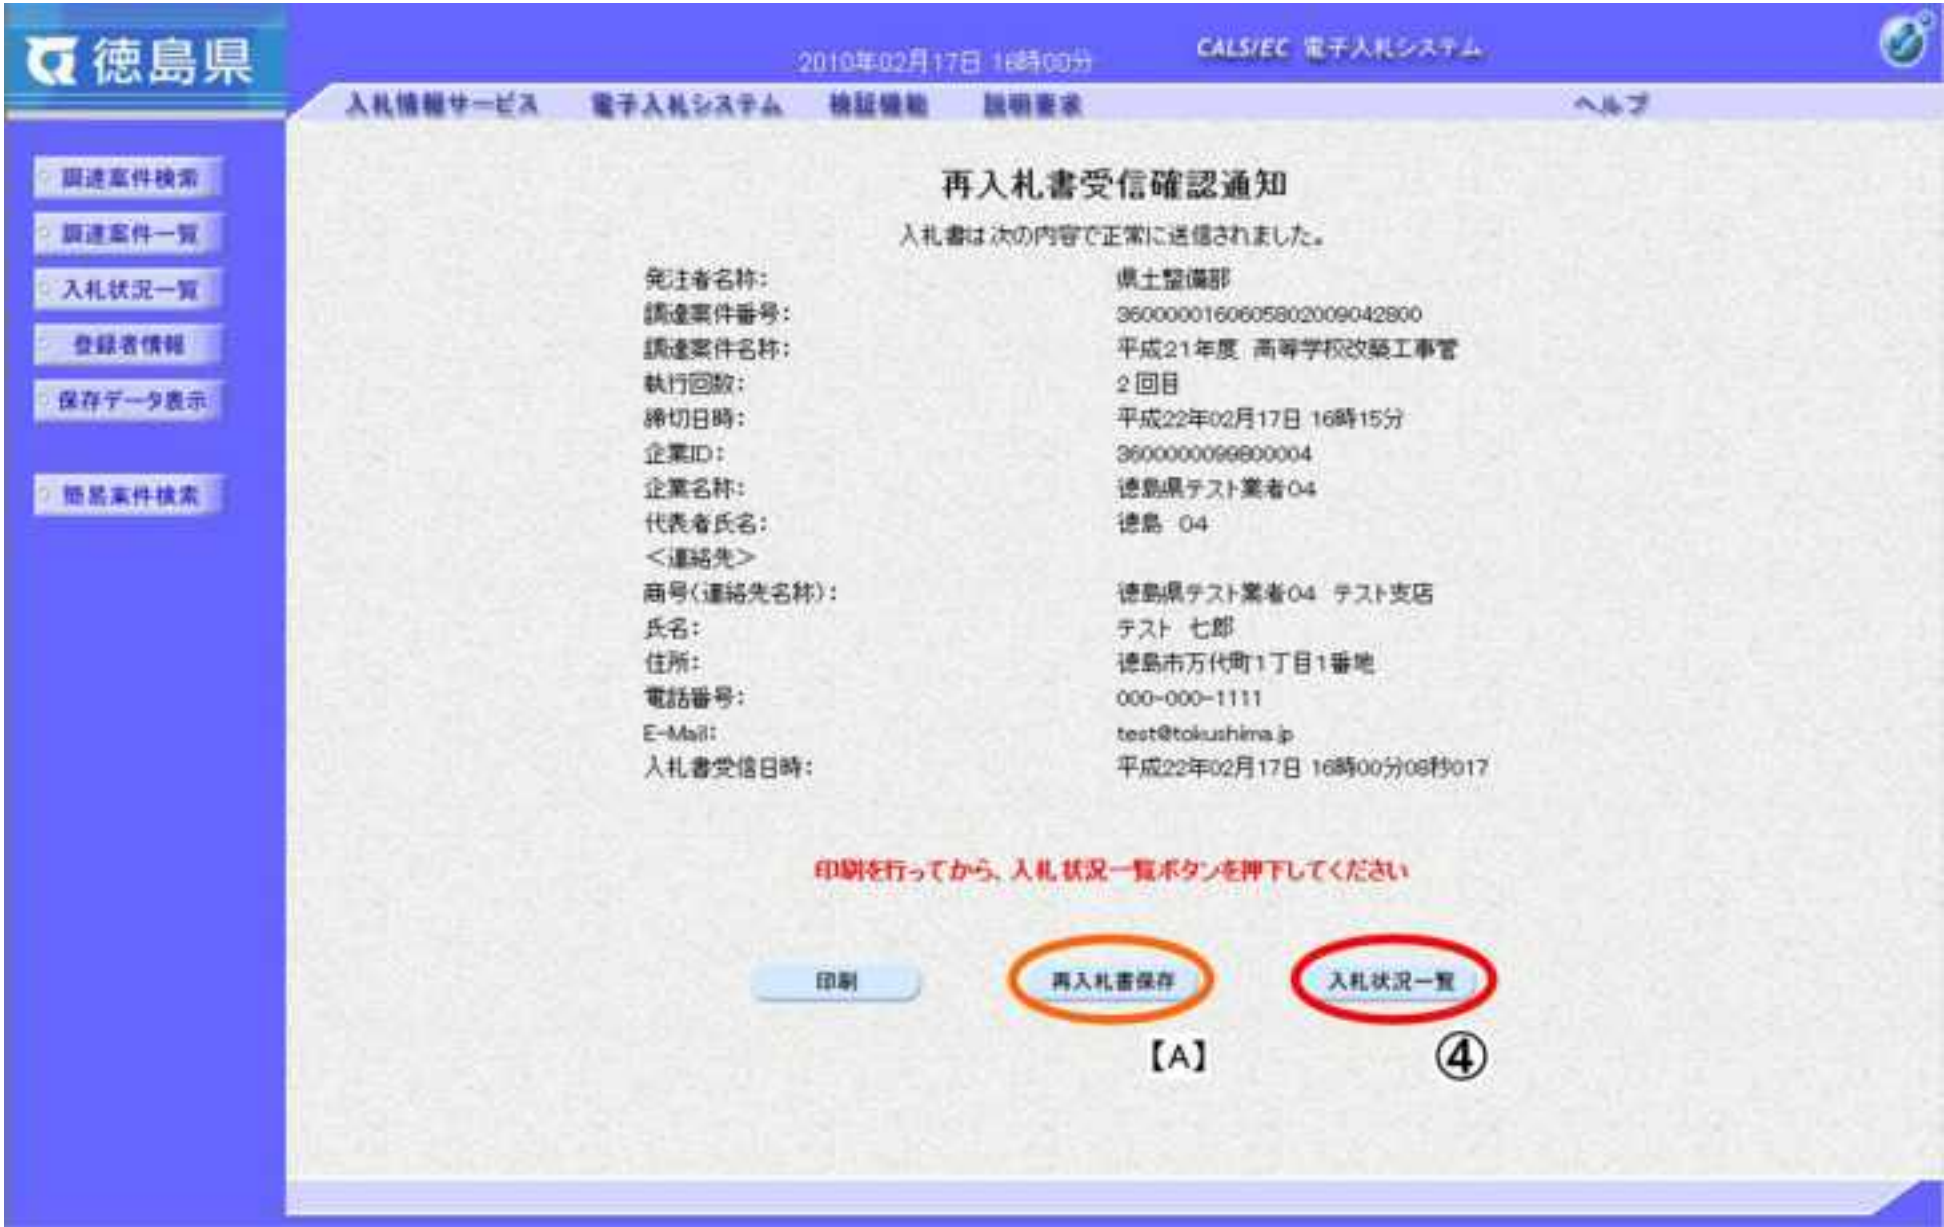 徳島県
2010年02月17日 16時00分
CALS/EC 電子入札システム
入札情報サービス 電子入札システム 検証機能 説明要求 ヘルプ
調達案件検索
調達案件一覧
入札状況一覧
登録者情報
保存データ表示
簡易案件検索
再入札書受信確認通知
入札書は次の内容で正常に送信されました。
発注者名称: 県土整備部
調達案件番号: 3600000160605802009042800
調達案件名称: 平成21年度 高等学校改築工事管
執行回数: 2回目
締切日時: 平成22年02月17日 16時15分
企業ID: 3600000099800004
企業名称: 徳島県テスト業者04
代表者氏名: 徳島 04
<連絡先>
商号(連絡先名称): 徳島県テスト業者04 テスト支店
氏名: テスト 七郎
住所: 徳島市万代町1丁目1番地
電話番号: 000-000-1111
E-Mail: test@tokushima.jp
入札書受信日時: 平成22年02月17日 16時00分08秒017
印刷を行ってから、入札状況一覧ボタンを押下してください
印刷 再入札書保存 入札状況一覧
【A】 ④